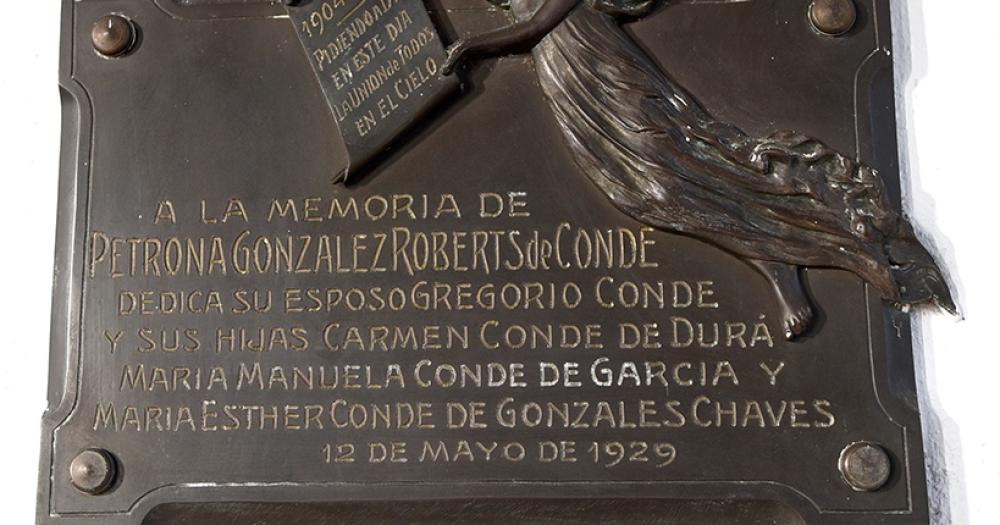 1904
PIDIENDO A D
EN ESTE DIA
LA UNION de TODOS
EN EL CIELO
A LA MEMORIA DE
PETRONA GONZALEZ ROBERTS de CONDE
DEDICA SU ESPOSO GREGORIO CONDE
Y SUS HIJAS CARMEN CONDE DE DURÁ
MARIA MANUELA CONDE DE GARCIA Y
MARIA ESTHER CONDE DE GONZALES CHAVES
12 DE MAYO DE 1929